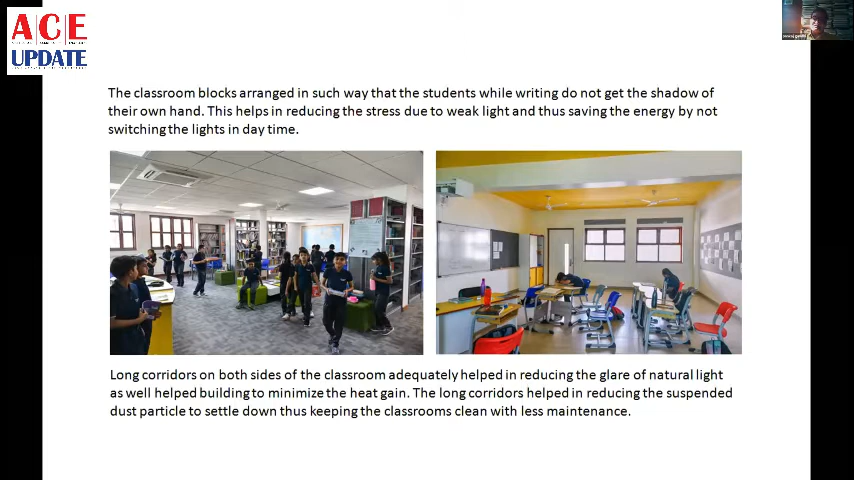 ACE
UPDATE
The classroom blocks arranged in such way that the students while writing do not get the shadow of
their own hand. This helps in reducing the stress due to weak light and thus saving the energy by not
switching the lights in day time.
Long corridors on both sides of the classroom adequately helped in reducing the glare of natural light
as well helped building to minimize the heat gain. The long corridors helped in reducing the suspended
dust particle to settle down thus keeping the classrooms clean with less maintenance.